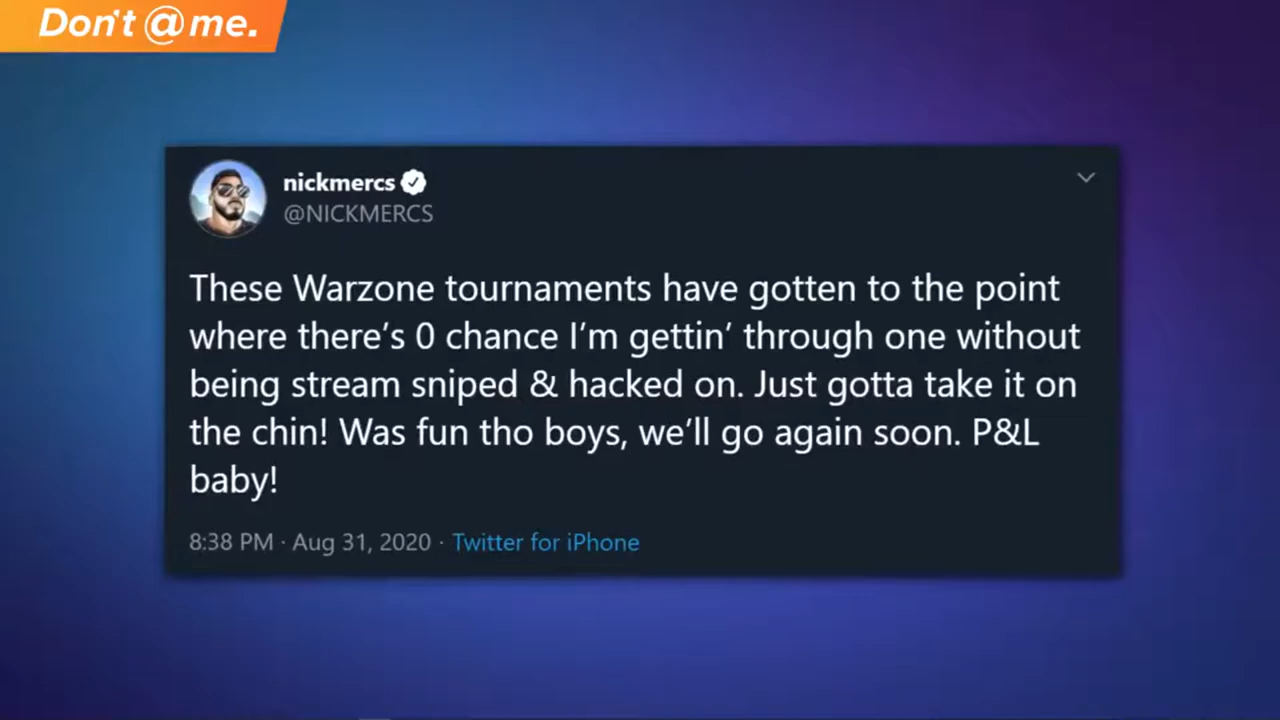 Don't @me.
nickmercs
@NICKMERCS
These Warzone tournaments have gotten to the point
where there's 0 chance I'm gettin' through one without
being stream sniped & hacked on. Just gotta take it on
the chin! Was fun tho boys, we'll go again soon. P&L
baby!
8:38 PM · Aug 31, 2020 · Twitter for iPhone